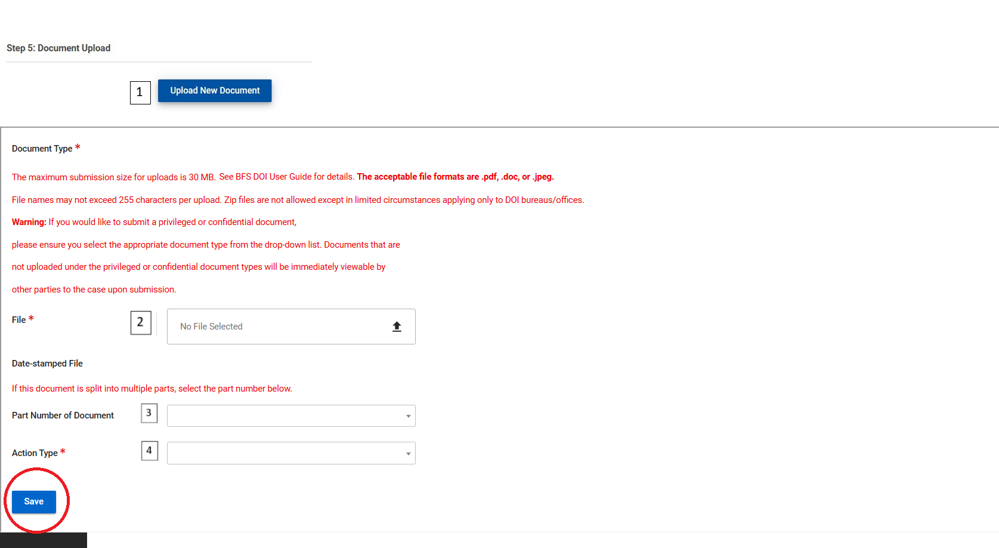 Step 5: Document Upload
1 Upload New Document
Document Type *
The maximum submission size for uploads is 30 MB. See BFS DOI User Guide for details. The acceptable file formats are .pdf, .doc, or .jpeg.
File names may not exceed 255 characters per upload. Zip files are not allowed except in limited circumstances applying only to DOI bureaus/offices.
Warning: If you would like to submit a privileged or confidential document,
please ensure you select the appropriate document type from the drop-down list. Documents that are
not uploaded under the privileged or confidential document types will be immediately viewable by
other parties to the case upon submission.
File * 2 No File Selected
Date-stamped File
If this document is split into multiple parts, select the part number below.
Part Number of Document 3
Action Type * 4
Save